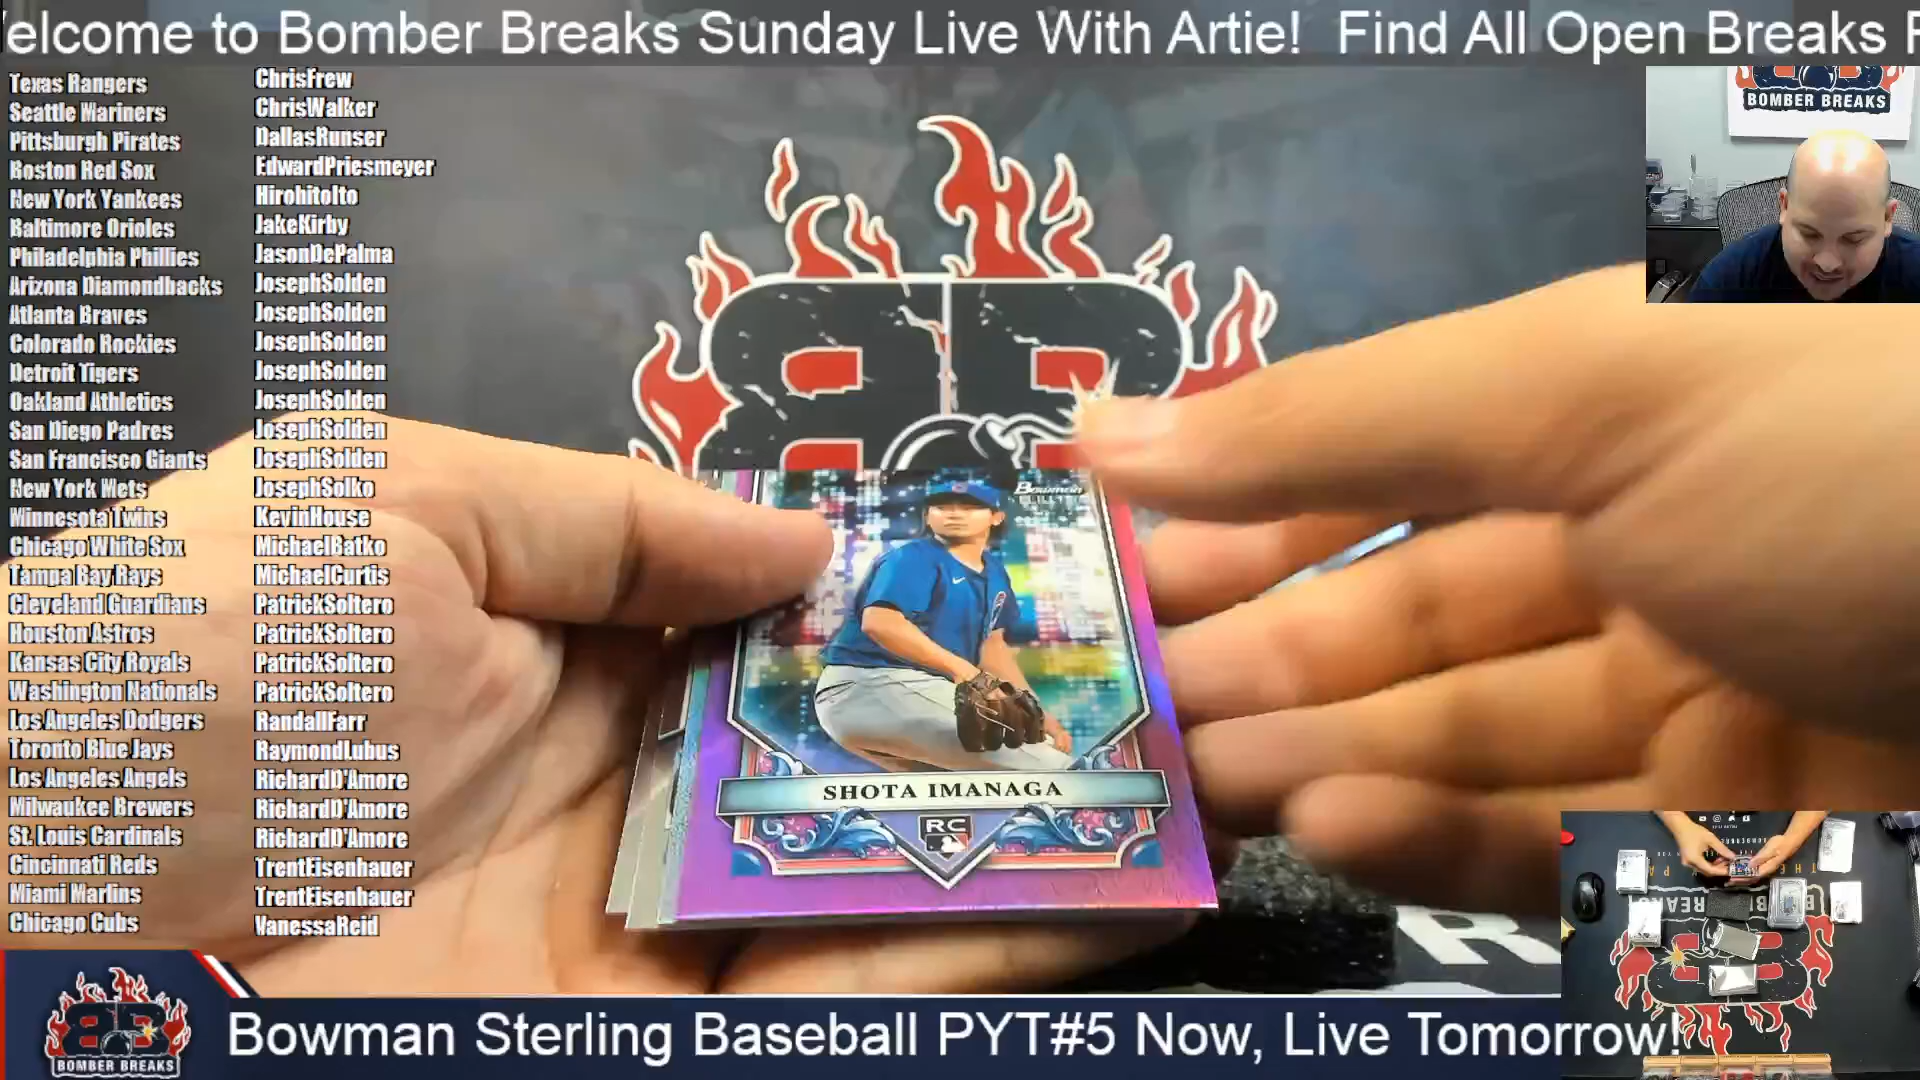 elcome to Bomber Breaks Sunday Live With Artie! Find All Open Breaks
Texas Rangers ChrisFrew
Seattle Mariners ChrisWalker
Pittsburgh Pirates DallasRunser
Boston Red Sox EdwardPriesmeyer
New York Yankees HirohitoIto
Baltimore Orioles JakeKirby
Philadelphia Phillies JasonDePalma
Arizona Diamondbacks JosephSolden
Atlanta Braves JosephSolden
Colorado Rockies JosephSolden
Detroit Tigers JosephSolden
Oakland Athletics JosephSolden
San Diego Padres JosephSolden
San Francisco Giants JosephSolden
New York Mets JosephSolko
Minnesota Twins KevinHouse
Chicago White Sox MichaelBatko
Tampa Bay Rays MichaelCurtis
Cleveland Guardians PatrickSoltero
Houston Astros PatrickSoltero
Kansas City Royals PatrickSoltero
Washington Nationals PatrickSoltero
Los Angeles Dodgers RandallFarr
Toronto Blue Jays RaymondLubus
Los Angeles Angels RichardD'Amore
Milwaukee Brewers RichardD'Amore
St. Louis Cardinals RichardD'Amore
Cincinnati Reds TrentEisenhauer
Miami Marlins TrentEisenhauer
Chicago Cubs VanessaReid
BOMBER BREAKS
Bowman
SHOTA IMANAGA
RC
BOMBER BREAKS
Bowman Sterling Baseball PYT#5 Now, Live Tomorrow!